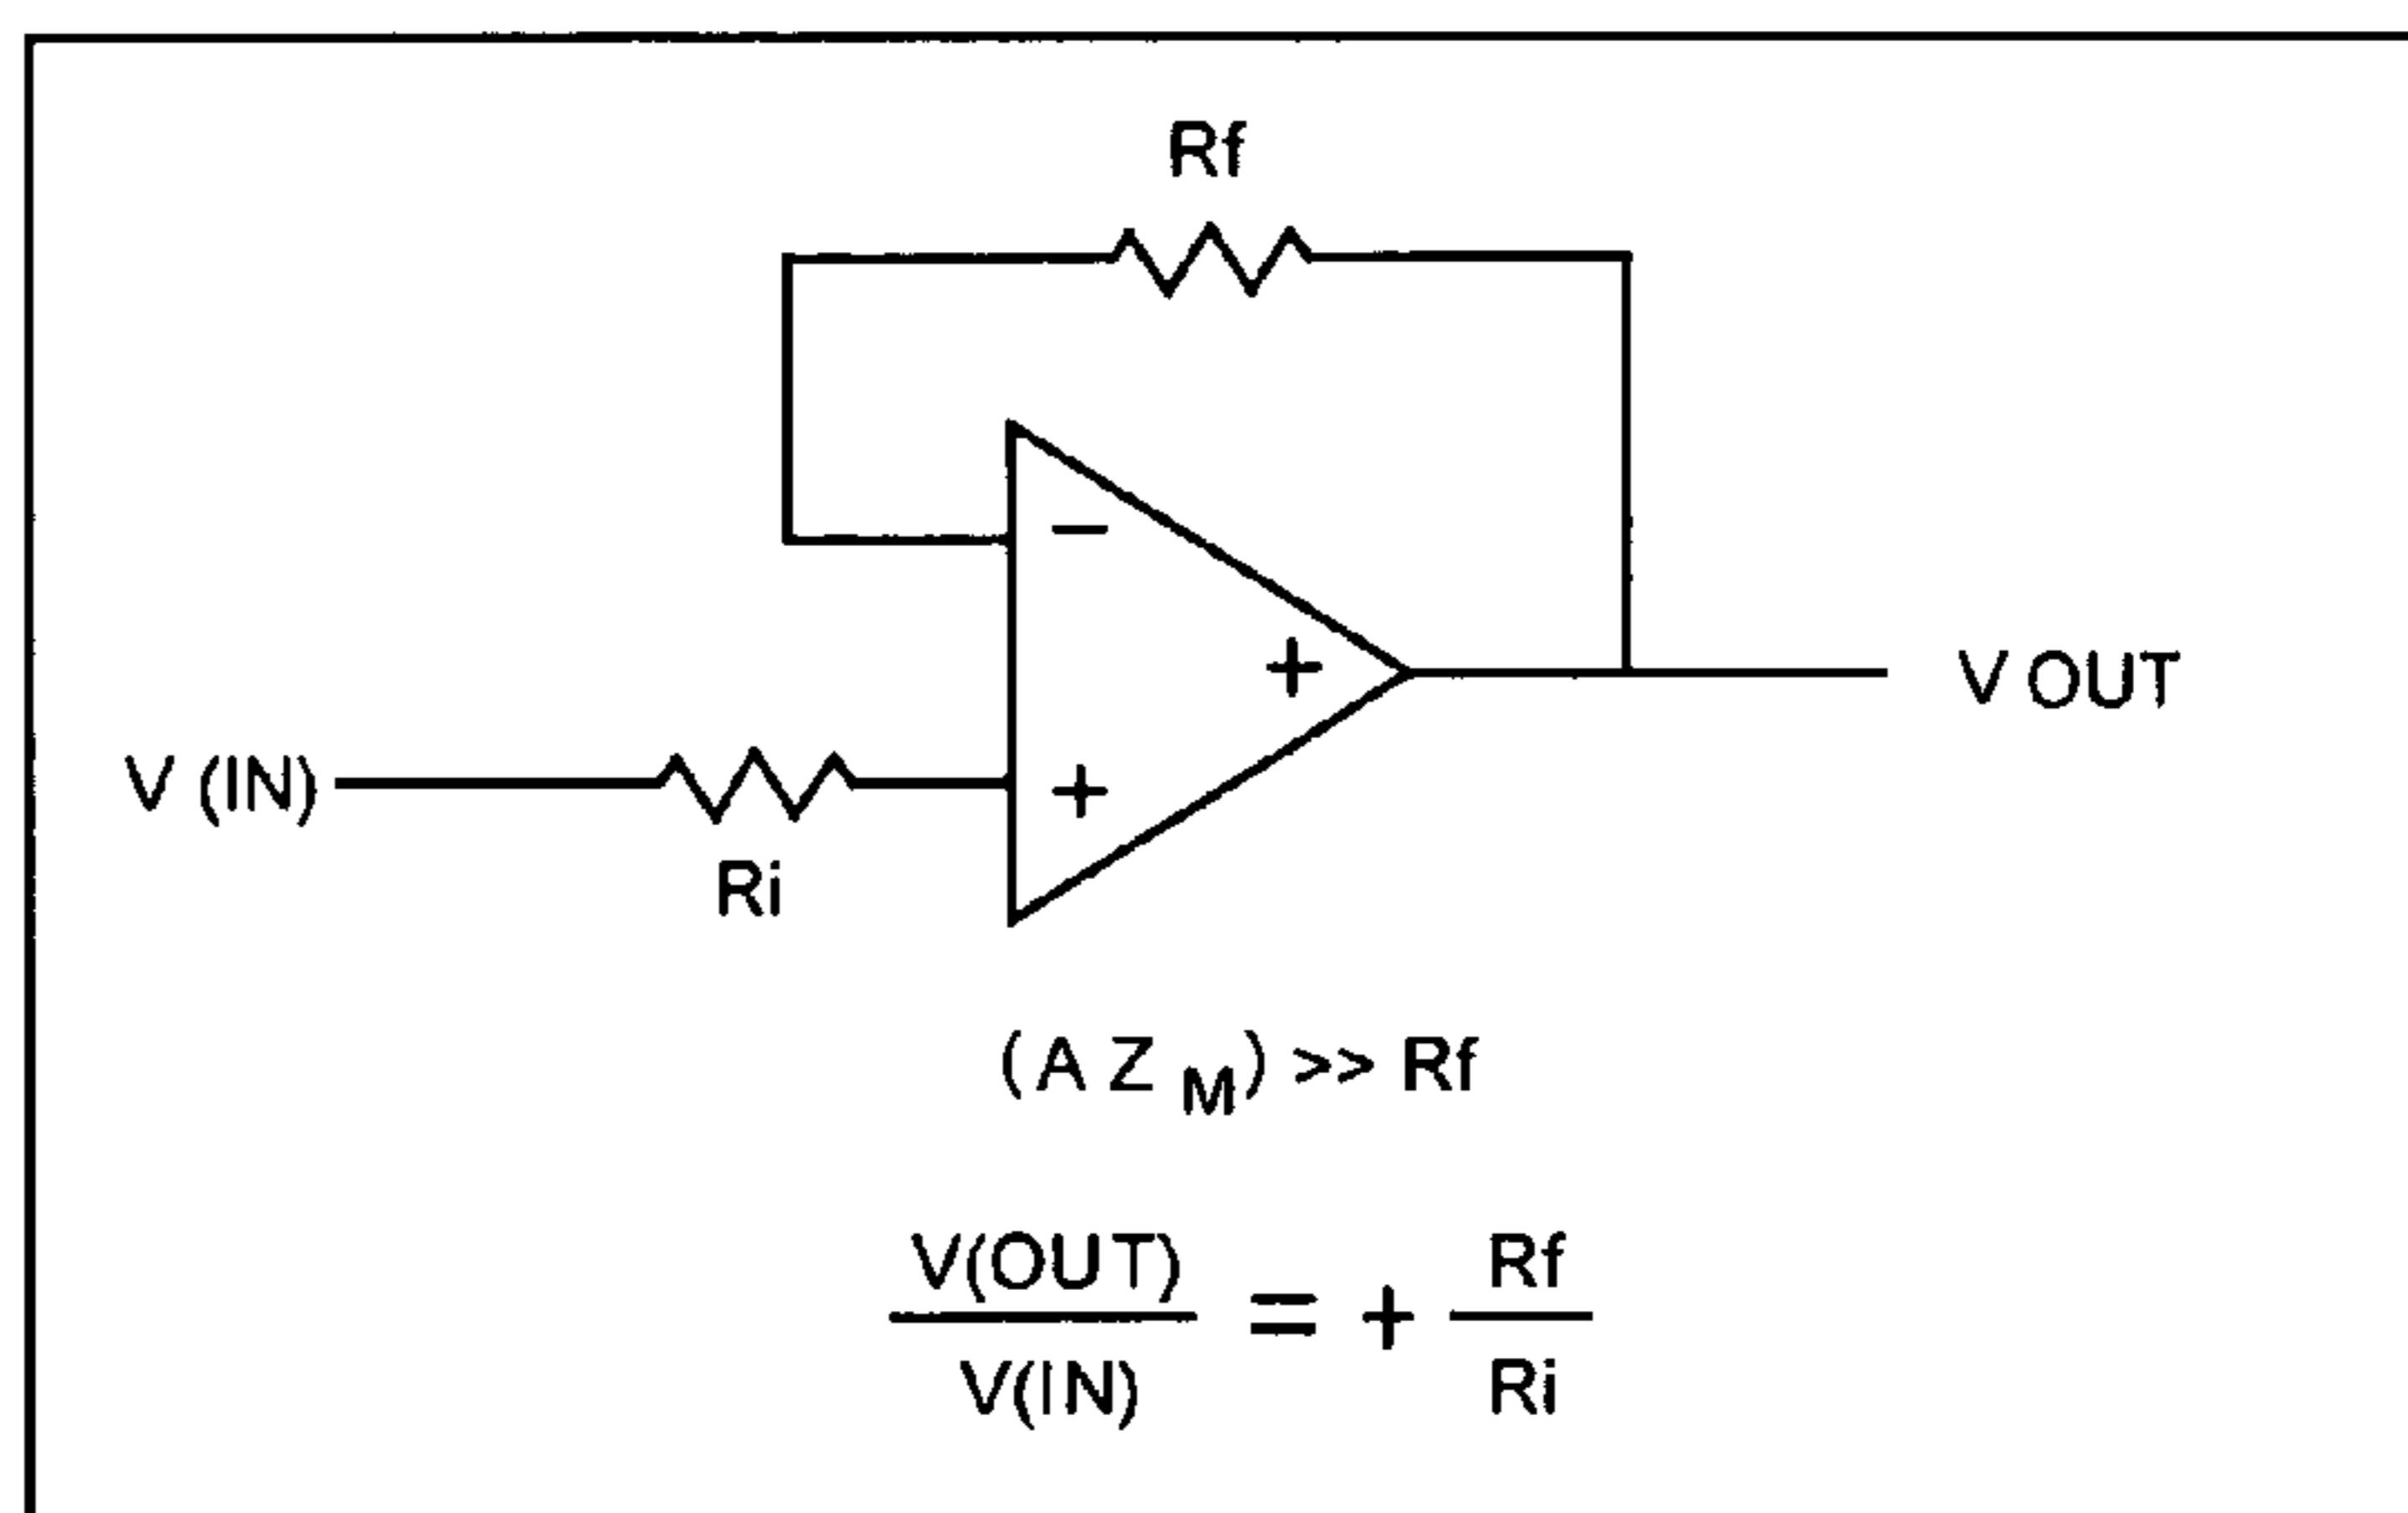 Rf
−
+
V OUT
V (IN)
+
Ri
(A Z M) >> Rf
V(OUT) / V(IN) = + Rf / Ri